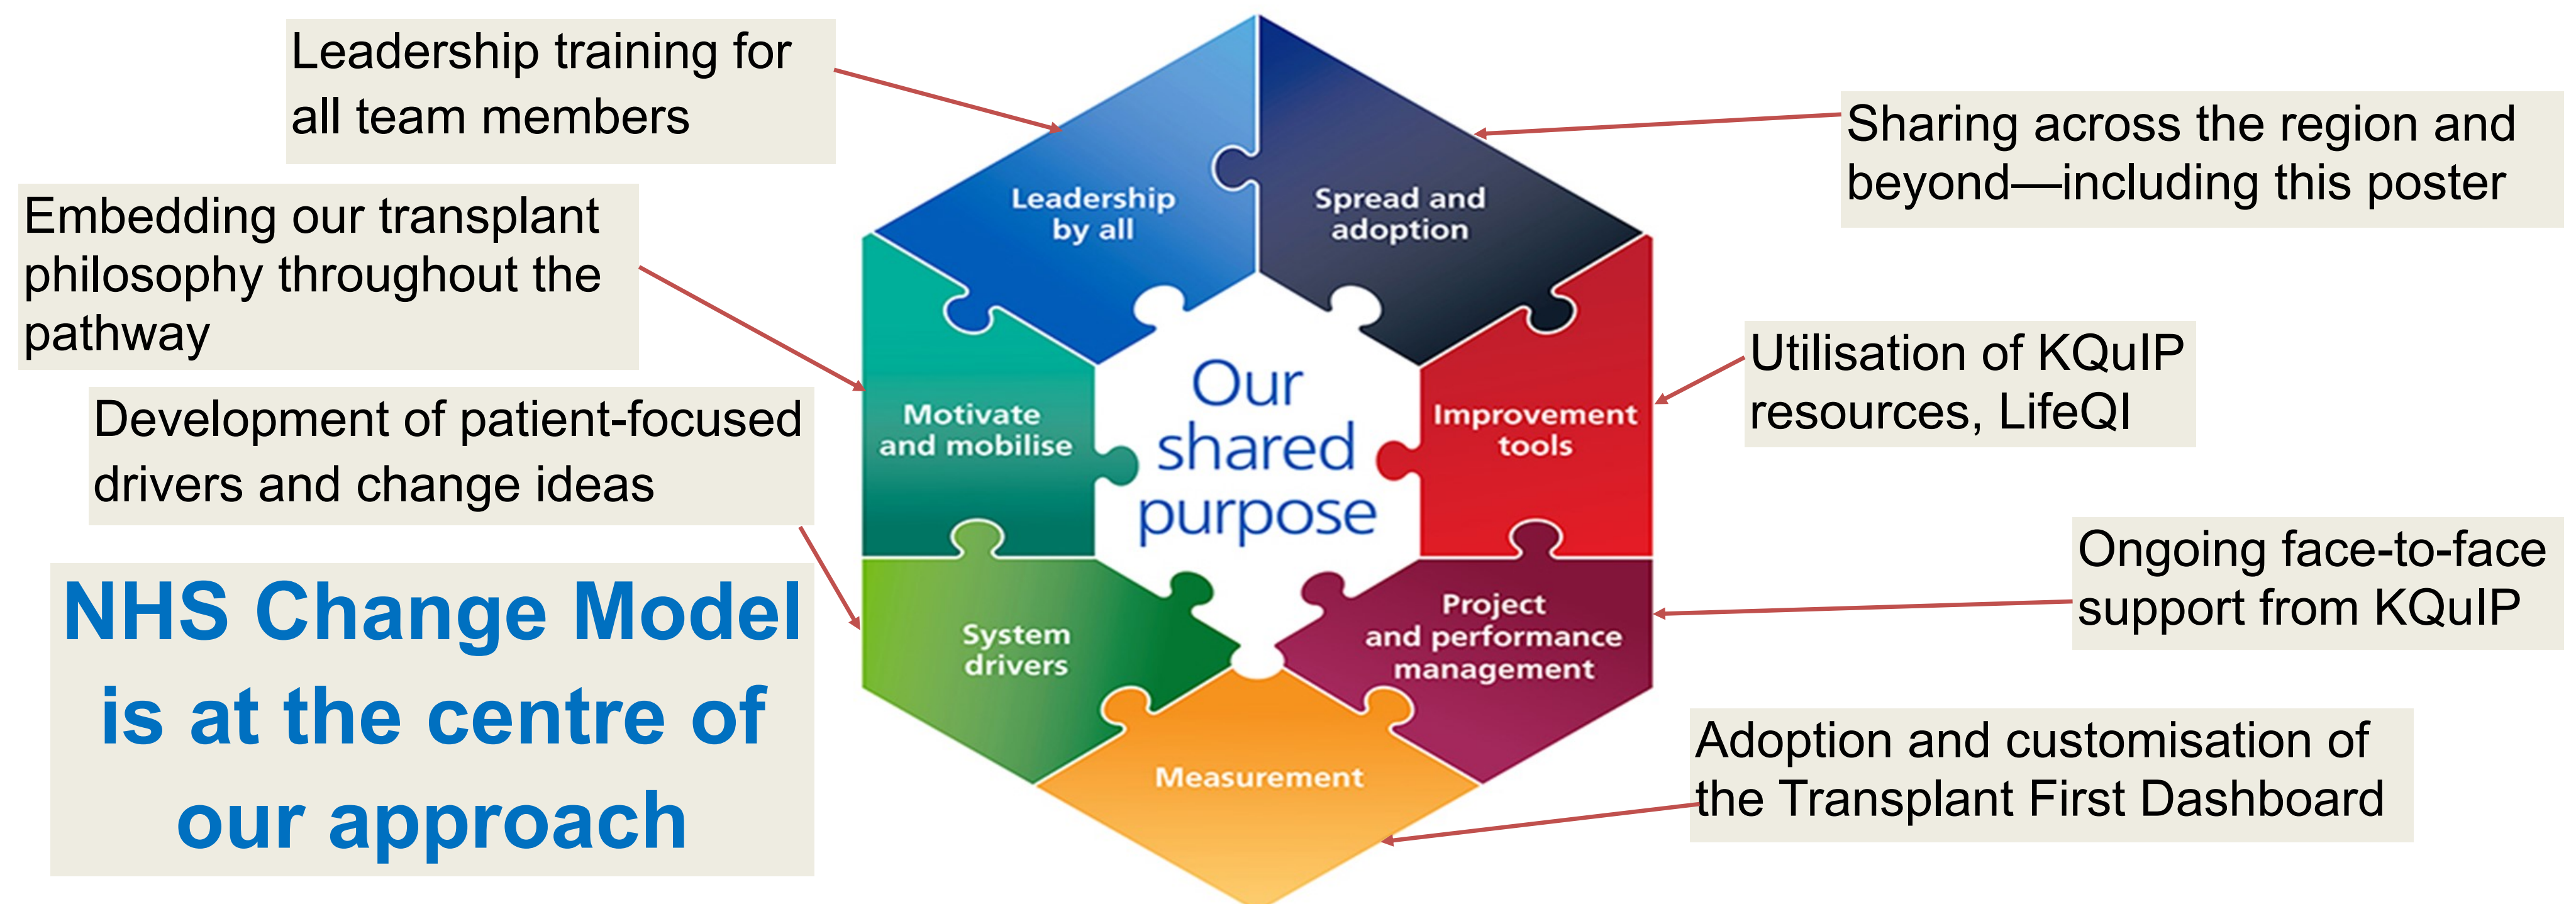 Leadership training for
all team members
Embedding our transplant
philosophy throughout the
pathway
Development of patient-focused
drivers and change ideas
NHS Change Model
is at the centre of
our approach
Leadership
by all
Spread and
adoption
Motivate
and mobilise
Our
shared
purpose
Improvement
tools
System
drivers
Project
and performance
management
Measurement
Sharing across the region and
beyond—including this poster
Utilisation of KQuIP
resources, LifeQI
Ongoing face-to-face
support from KQuIP
Adoption and customisation of
the Transplant First Dashboard